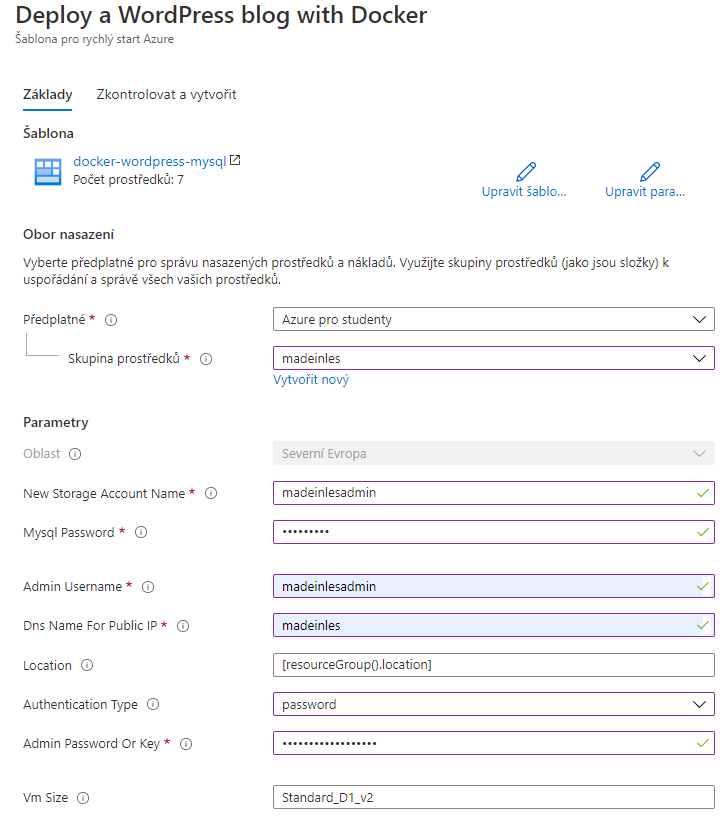 Deploy a WordPress blog with Docker
Šablona pro rychlý start Azure
Základy Zkontrolovat a vytvořit
Šablona
docker-wordpress-mysql
Počet prostředků: 7
Upravit šablo... Upravit para...
Obor nasazení
Vyberte předplatné pro správu nasazených prostředků a nákladů. Využijte skupiny prostředků (jako jsou složky) k
uspořádání a správě všech vašich prostředků.
Předplatné * Azure pro studenty
Skupina prostředků * madeinles
Vytvořit nový
Parametry
Oblast Severní Evropa
New Storage Account Name * madeinlesadmin
Mysql Password * •••••••••
Admin Username * madeinlesadmin
Dns Name For Public IP * madeinles
Location [resourceGroup().location]
Authentication Type password
Admin Password Or Key * ••••••••••••••••••
Vm Size Standard_D1_v2